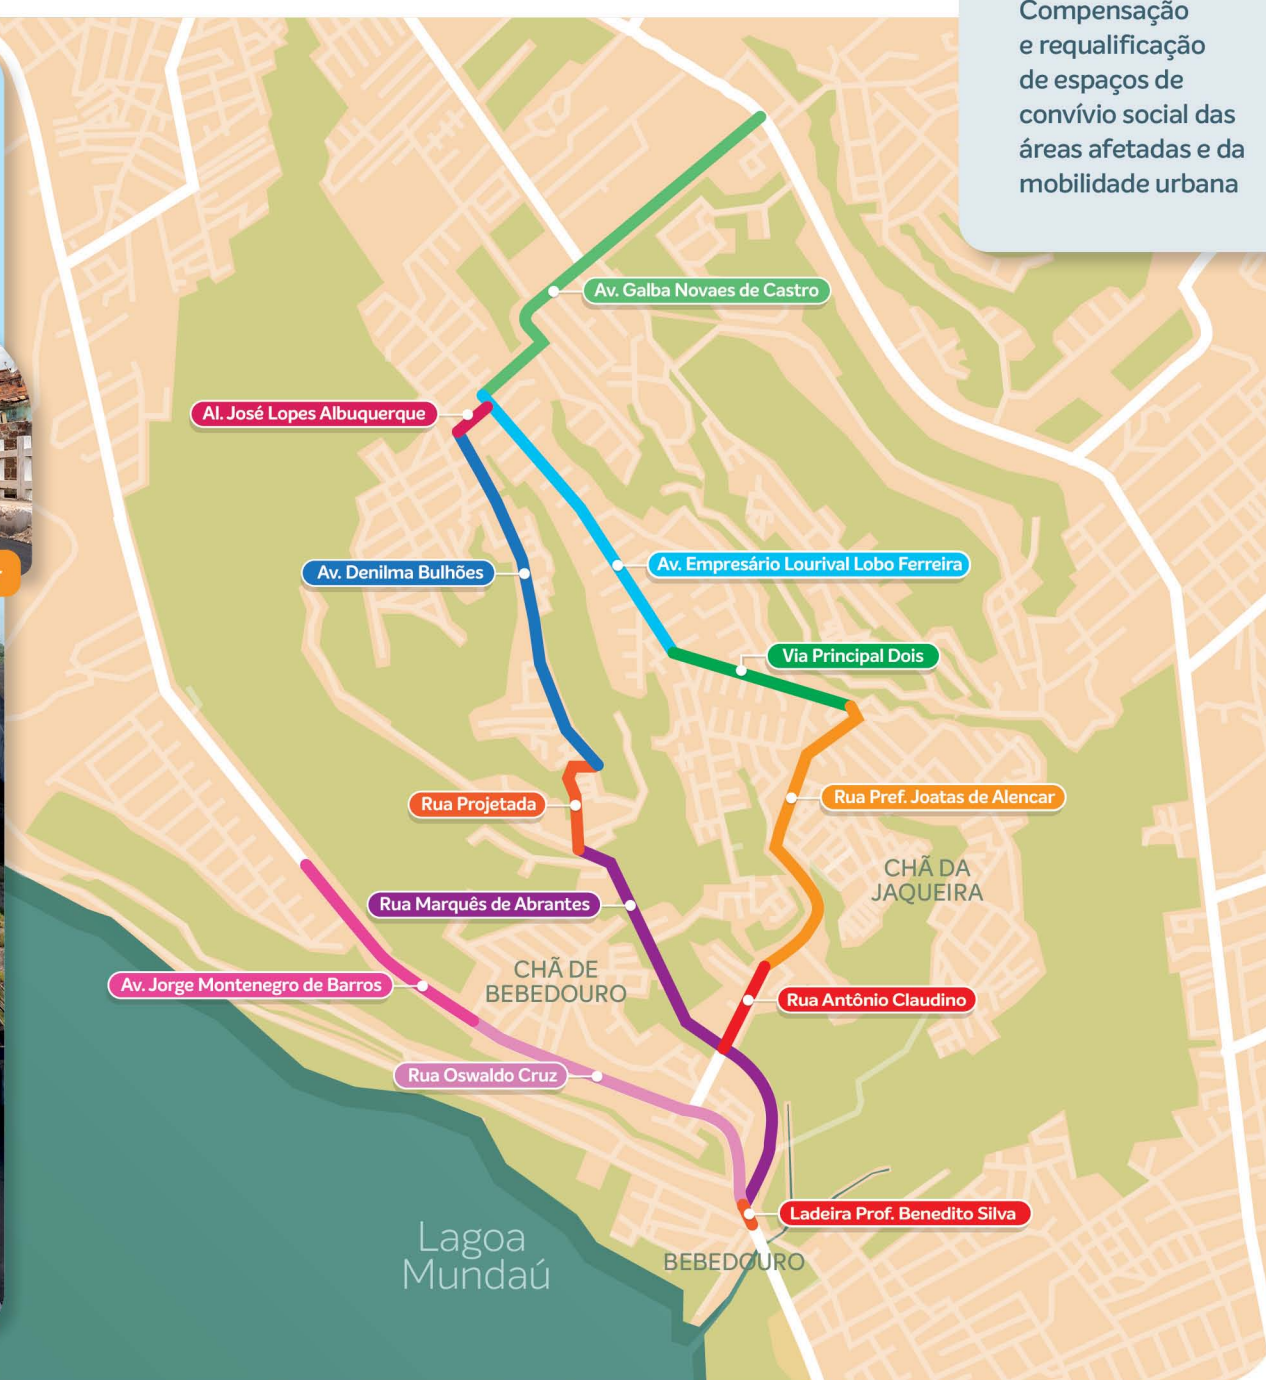 Compensação
e requalificação
de espaços de
convívio social das
áreas afetadas e da
mobilidade urbana
Av. Galba Novaes de Castro
Al. José Lopes Albuquerque
Av. Empresário Lourival Lobo Ferreira
Av. Denilma Bulhões
Via Principal Dois
Rua Pref. Joatas de Alencar
Rua Projetada
CHÃ DA
JAQUEIRA
Rua Marquês de Abrantes
CHÃ DE
BEBEDOURO
Av. Jorge Montenegro de Barros
Rua Antônio Claudino
Rua Oswaldo Cruz
Ladeira Prof. Benedito Silva
Lagoa
Mundaú
BEBEDOURO